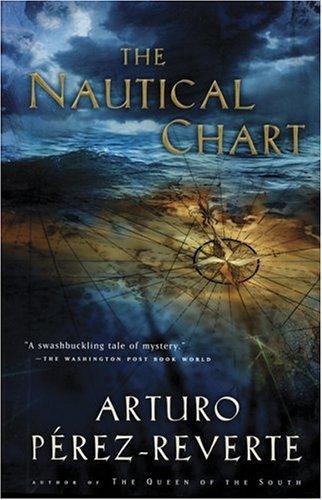 THE
NAUTICAL
CHART
"A swashbuckling tale of mystery."
—THE WASHINGTON POST BOOK WORLD
ARTURO
PÉREZ-REVERTE
AUTHOR OF THE QUEEN OF THE SOUTH